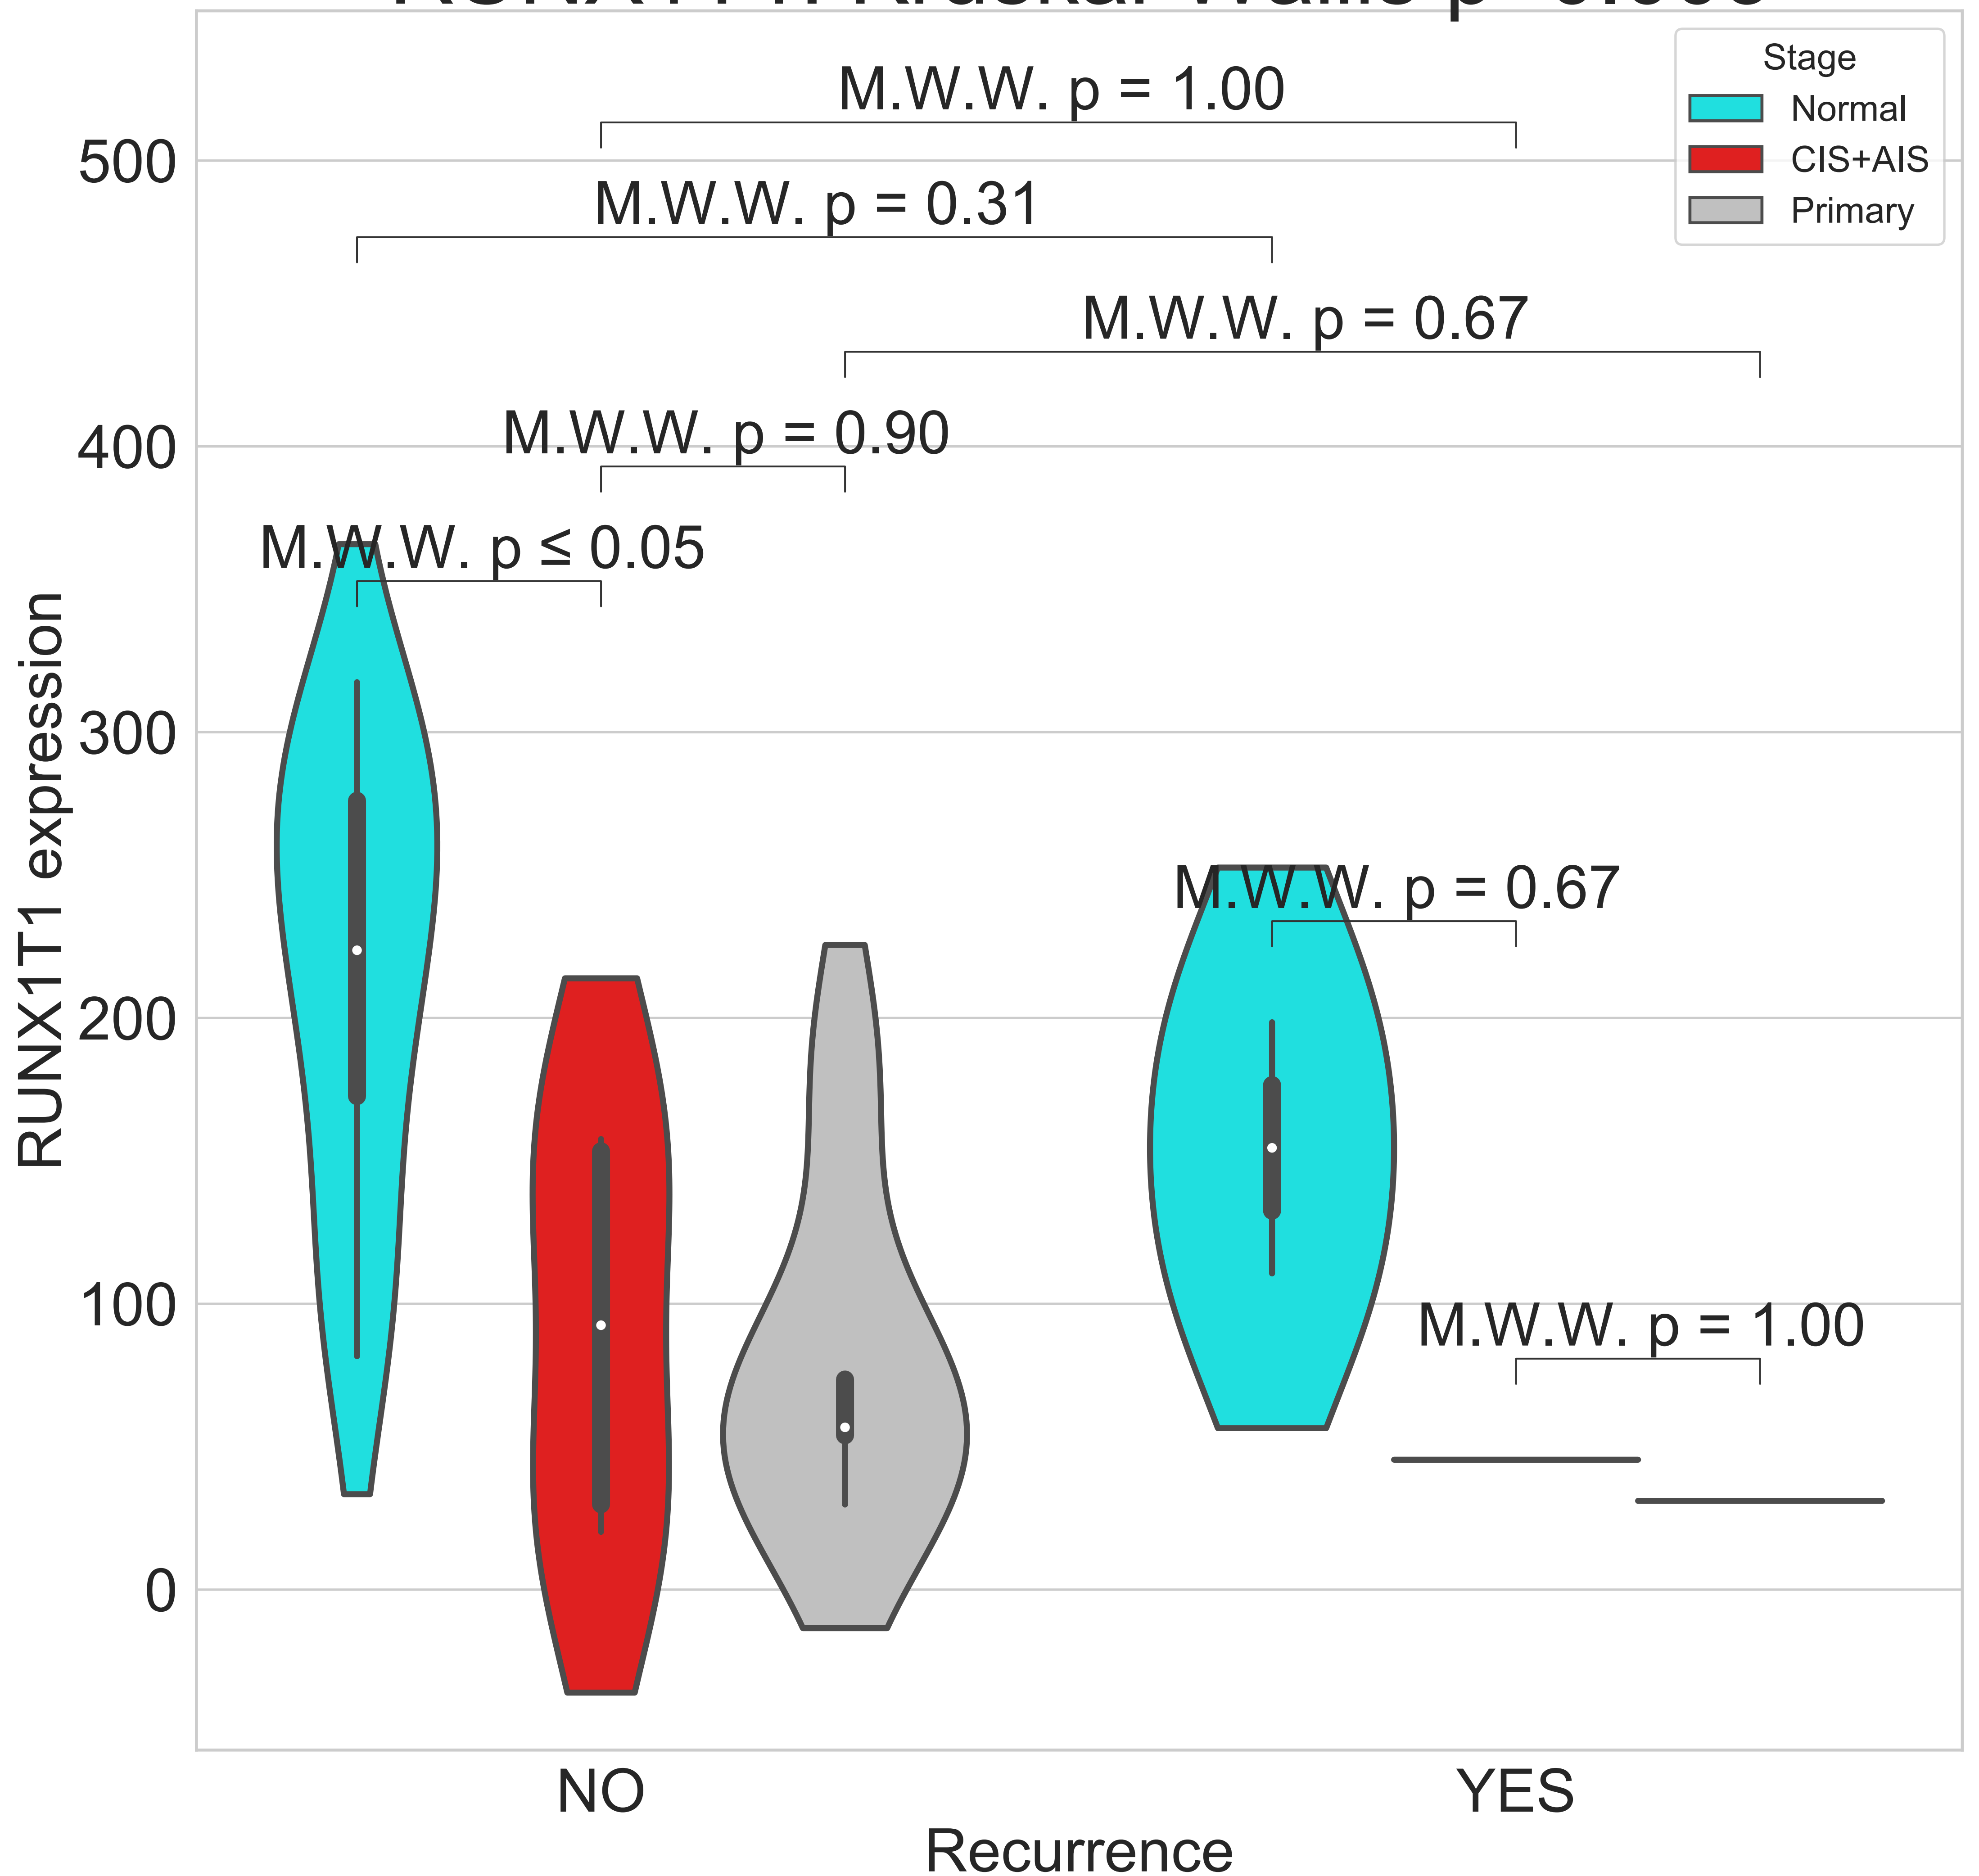 Stage
Normal
CIS+AIS
Primary
M.W.W. p = 1.00
500
M.W.W. p = 0.31
M.W.W. p = 0.67
400
M.W.W. p = 0.90
M.W.W. p ≤ 0.05
RUNX1T1 expression
300
M.W.W. p = 0.67
200
100
M.W.W. p = 1.00
0
NO
YES
Recurrence